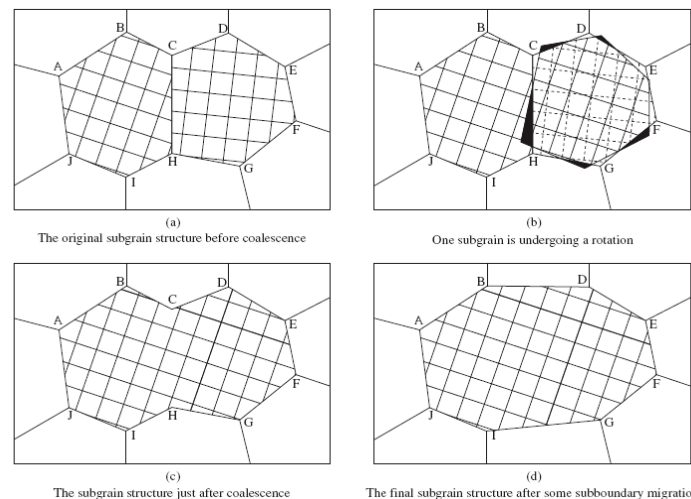 B
D
C
A
E
F
J
H
G
I
(a)
The original subgrain structure before coalescence
B
D
C
A
E
F
J
H
G
I
(b)
One subgrain is undergoing a rotation
B
D
C
A
E
F
J
H
G
I
(c)
The subgrain structure just after coalescence
B
D
A
E
F
J
G
I
(d)
The final subgrain structure after some subboundary migratio